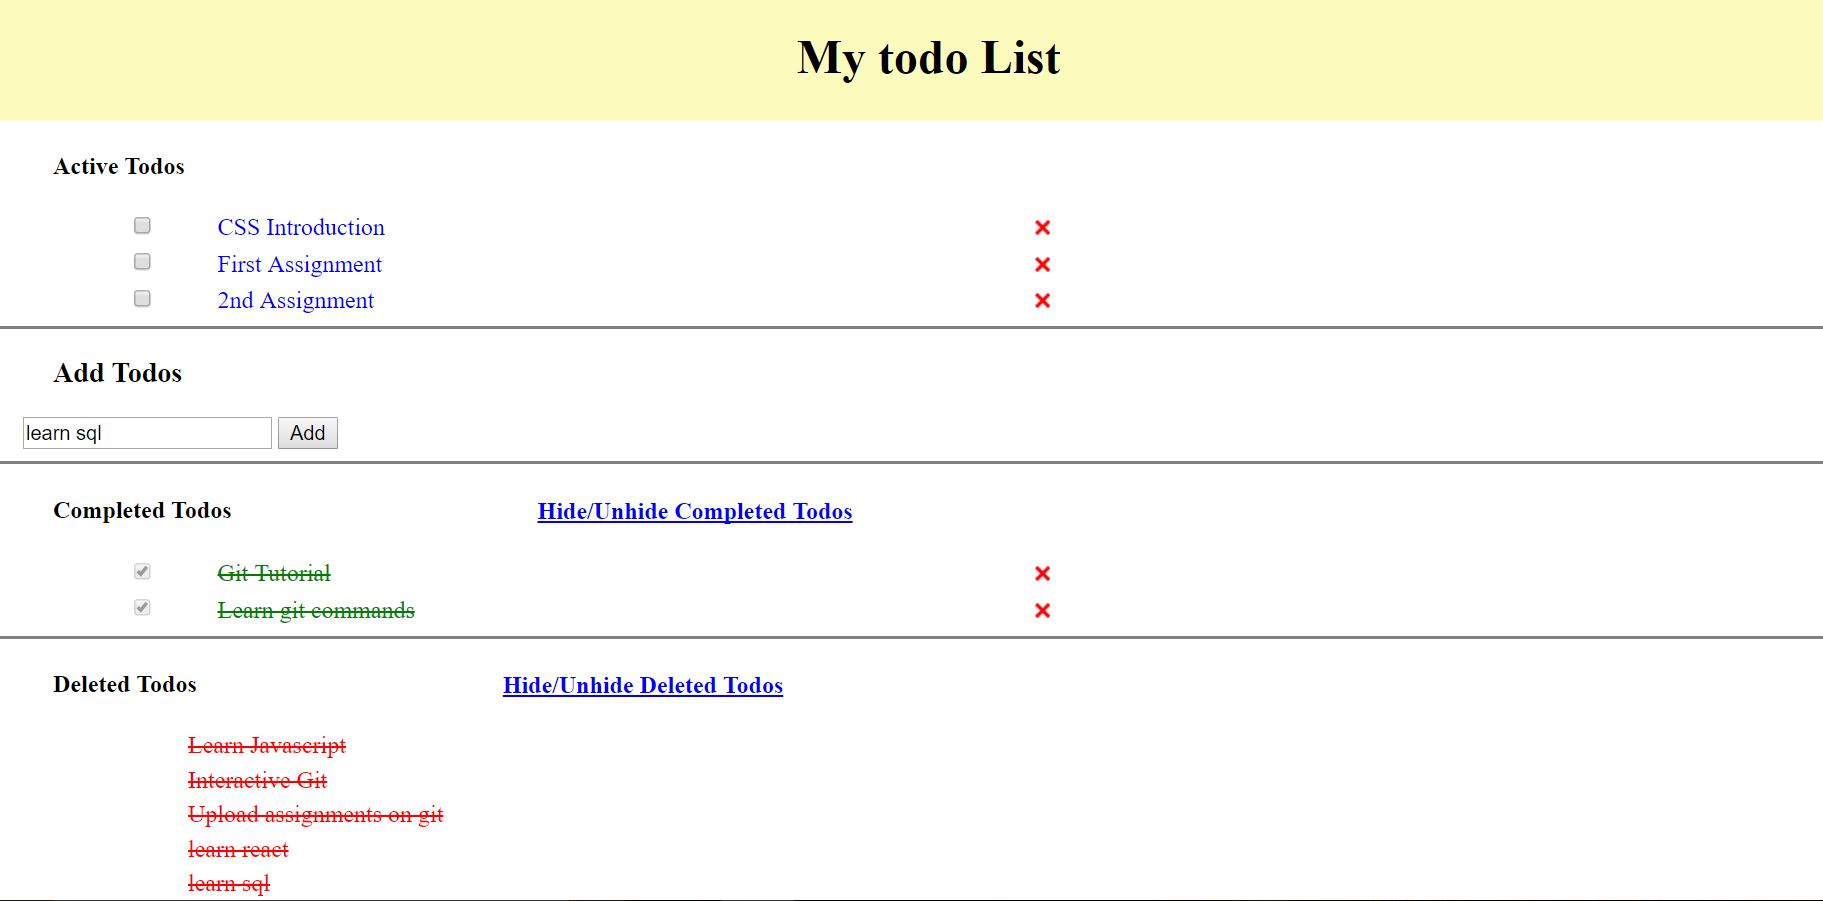 My todo List
Active Todos
CSS Introduction
First Assignment
2nd Assignment
Add Todos
learn sql Add
Completed Todos Hide/Unhide Completed Todos
Git Tutorial
Learn git commands
Deleted Todos Hide/Unhide Deleted Todos
Learn Javascript
Interactive Git
Upload assignments on git
learn react
learn sql